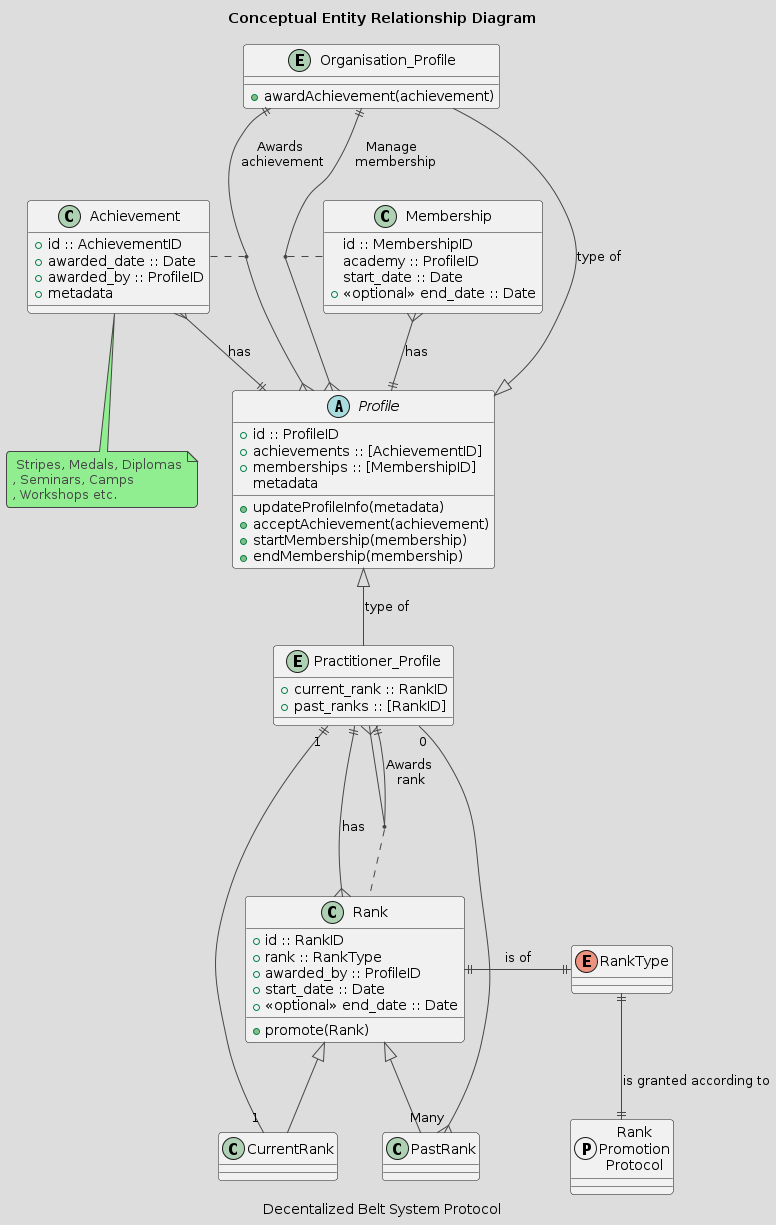 Conceptual Entity Relationship Diagram
E Organisation_Profile
awardAchievement(achievement)
Awards
achievement
Manage
membership
C Achievement
id :: AchievementID
awarded_date :: Date
awarded_by :: ProfileID
metadata
C Membership
id :: MembershipID
academy :: ProfileID
start_date :: Date
«optional» end_date :: Date
type of
has
has
A Profile
id :: ProfileID
achievements :: [AchievementID]
memberships :: [MembershipID]
metadata
updateProfileInfo(metadata)
acceptAchievement(achievement)
startMembership(membership)
endMembership(membership)
Stripes, Medals, Diplomas
, Seminars, Camps
, Workshops etc.
type of
E Practitioner_Profile
current_rank :: RankID
past_ranks :: [RankID]
1
0
Awards
rank
has
C Rank
id :: RankID
rank :: RankType
awarded_by :: ProfileID
start_date :: Date
«optional» end_date :: Date
promote(Rank)
is of
E RankType
is granted according to
1
Many
C CurrentRank
C PastRank
P Rank
Promotion
Protocol
Decentalized Belt System Protocol